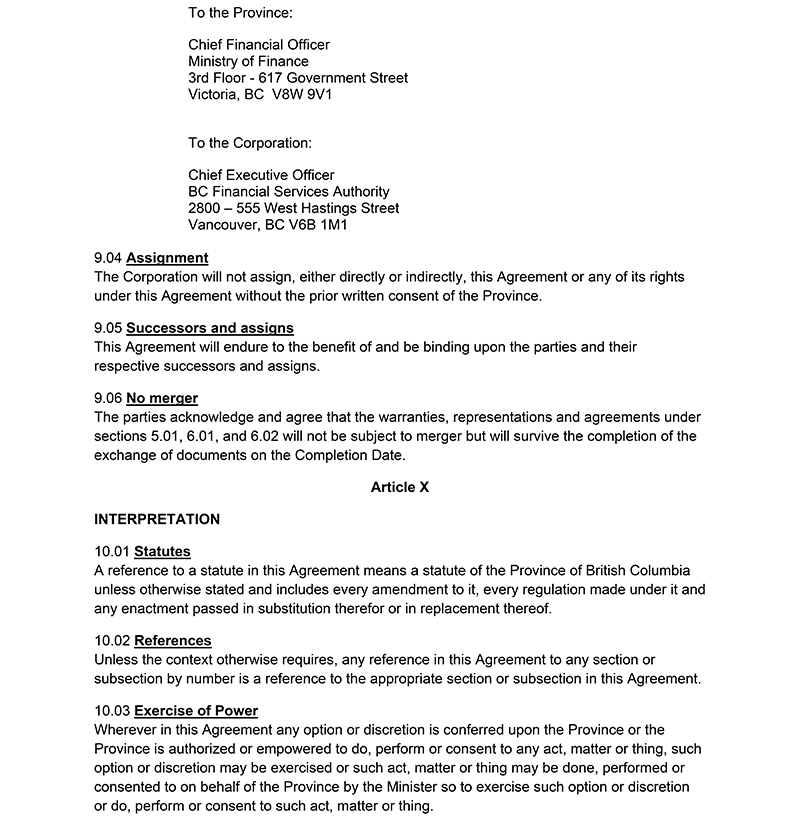 To the Province:
Chief Financial Officer
Ministry of Finance
3rd Floor - 617 Government Street
Victoria, BC  V8W 9V1
To the Corporation:
Chief Executive Officer
BC Financial Services Authority
2800 – 555 West Hastings Street
Vancouver, BC V6B 1M1
9.04 Assignment
The Corporation will not assign, either directly or indirectly, this Agreement or any of its rights
under this Agreement without the prior written consent of the Province.
9.05 Successors and assigns
This Agreement will endure to the benefit of and be binding upon the parties and their
respective successors and assigns.
9.06 No merger
The parties acknowledge and agree that the warranties, representations and agreements under
sections 5.01, 6.01, and 6.02 will not be subject to merger but will survive the completion of the
exchange of documents on the Completion Date.
Article X
INTERPRETATION
10.01 Statutes
A reference to a statute in this Agreement means a statute of the Province of British Columbia
unless otherwise stated and includes every amendment to it, every regulation made under it and
any enactment passed in substitution therefor or in replacement thereof.
10.02 References
Unless the context otherwise requires, any reference in this Agreement to any section or
subsection by number is a reference to the appropriate section or subsection in this Agreement.
10.03 Exercise of Power
Wherever in this Agreement any option or discretion is conferred upon the Province or the
Province is authorized or empowered to do, perform or consent to any act, matter or thing, such
option or discretion may be exercised or such act, matter or thing may be done, performed or
consented to on behalf of the Province by the Minister so to exercise such option or discretion
or do, perform or consent to such act, matter or thing.